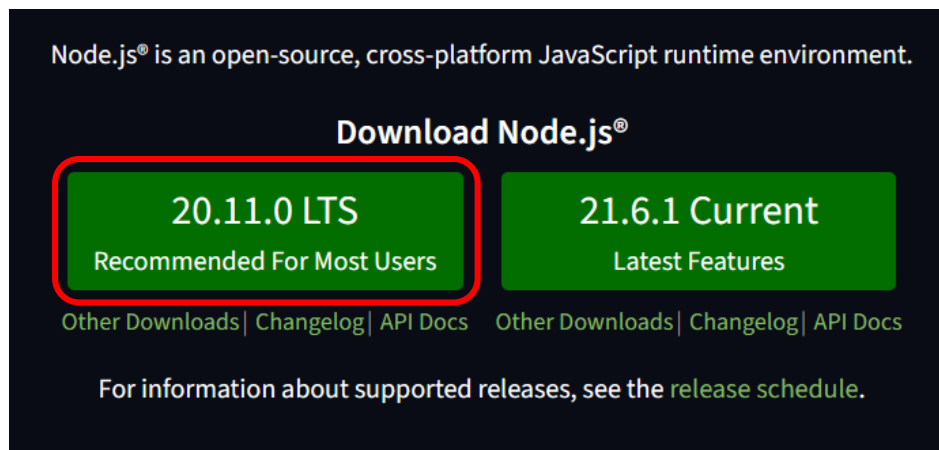 Node.js® is an open-source, cross-platform JavaScript runtime environment.
Download Node.js®
20.11.0 LTS
Recommended For Most Users
21.6.1 Current
Latest Features
Other Downloads| Changelog| API Docs
Other Downloads| Changelog| API Docs
For information about supported releases, see the release schedule.